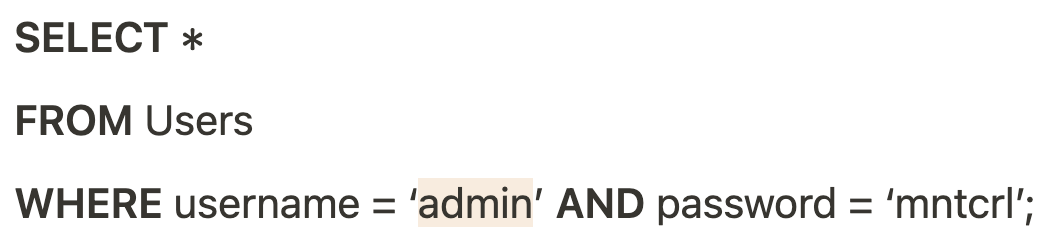 SELECT *
FROM Users
WHERE username = ‘admin’ AND password = ‘mntcrl’;